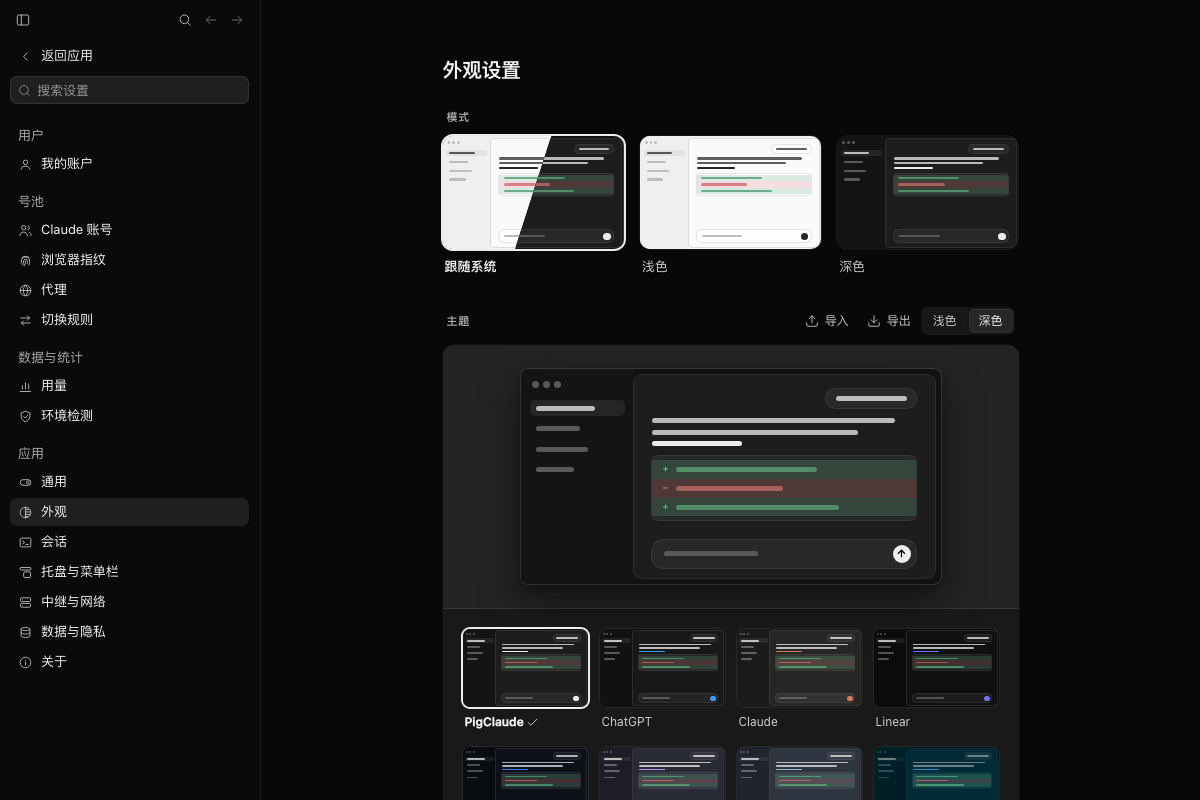 返回应用
搜索设置
用户
我的账户
号池
Claude 账号
浏览器指纹
代理
切换规则
数据与统计
用量
环境检测
应用
通用
外观
会话
托盘与菜单栏
中继与网络
数据与隐私
关于
外观设置
模式
跟随系统
浅色
深色
主题
导入
导出
浅色
深色
PigClaude
ChatGPT
Claude
Linear